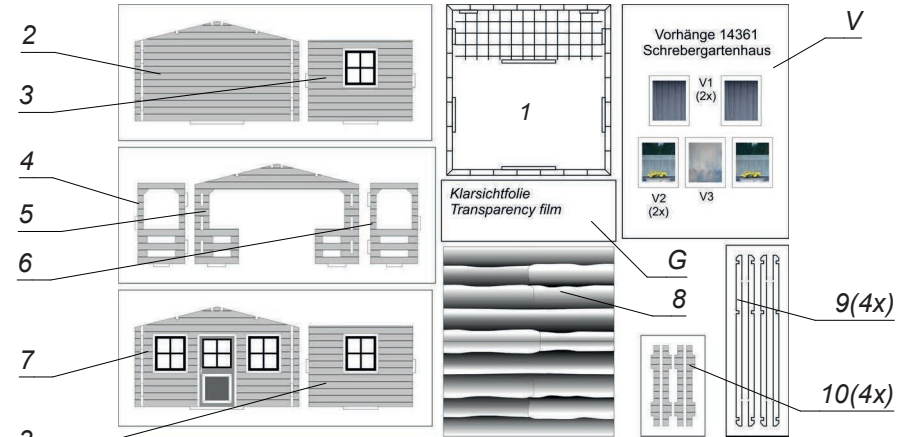 2
3
4
5
6
7
1
Klarsichtfolie
Transparency film
Vorhänge 14361
Schrebergartenhaus
V1
(2x)
V2
(2x)
V3
V
G
8
9(4x)
10(4x)